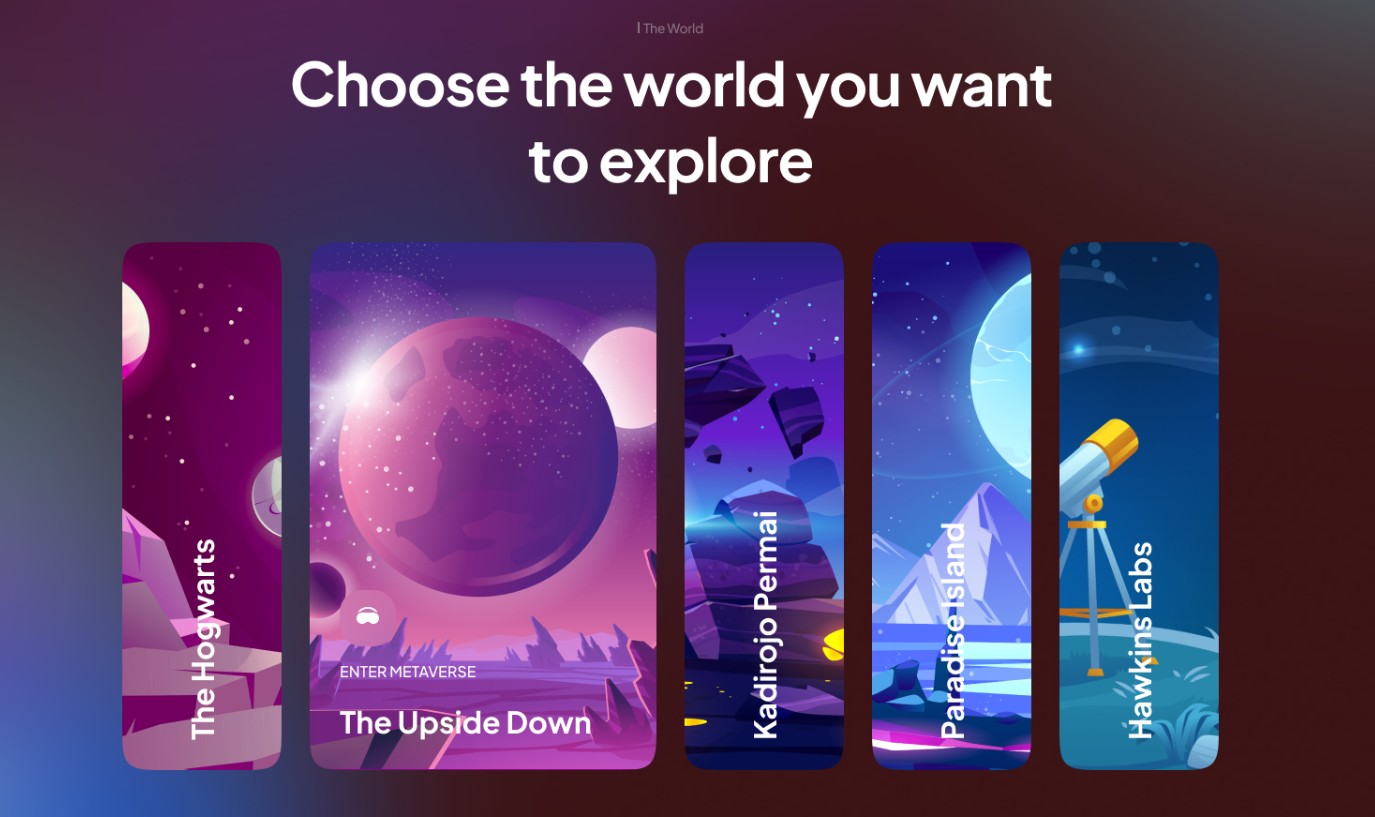 | The World
Choose the world you want
to explore
The Hogwarts
ENTER METAVERSE
The Upside Down
Kadirojo Permai
Paradise Island
Hawkins Labs